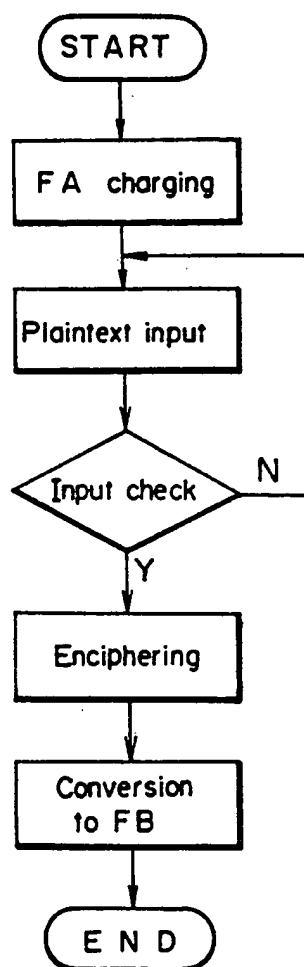 START
FA charging
Plaintext input
Input check
N
Y
Enciphering
Conversion
to FB
END